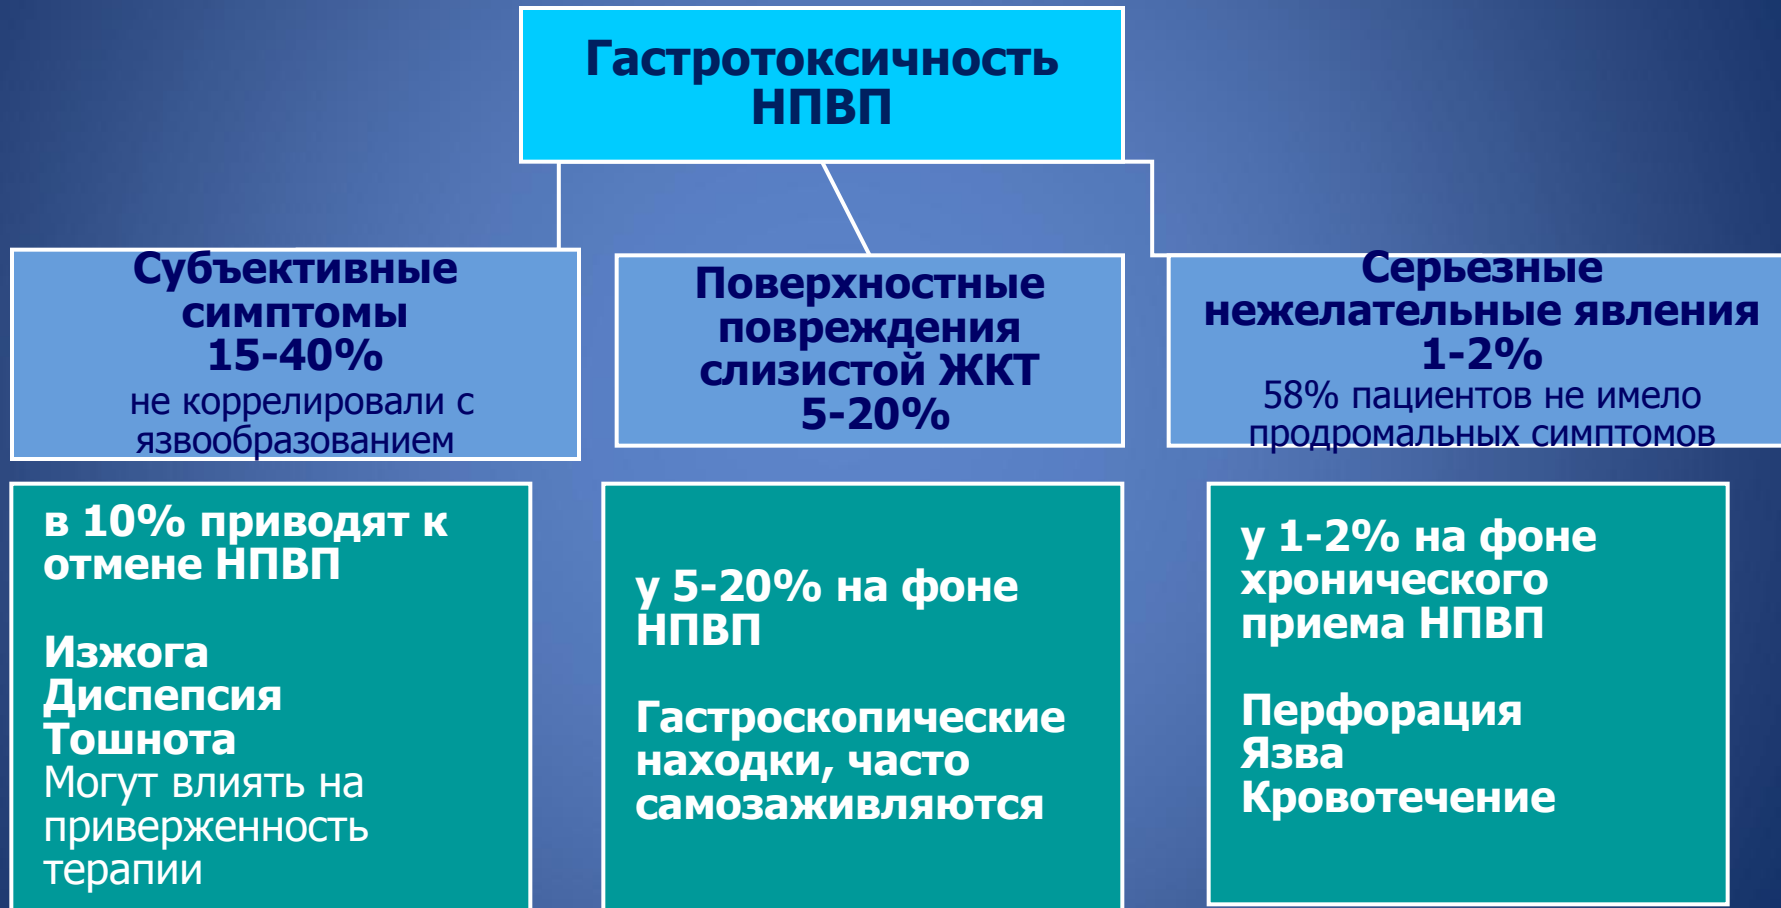 Гастротоксичность
НПВП
Субъективные
симптомы
15-40%
не коррелировали с
язвообразованием
Поверхностные
повреждения
слизистой ЖКТ
5-20%
Серьезные
нежелательные явления
1-2%
58% пациентов не имело
продромальных симптомов
в 10% приводят к
отмене НПВП
Изжога
Диспепсия
Тошнота
Могут влиять на
приверженность
терапии
у 5-20% на фоне
НПВП
Гастроскопические
находки, часто
самозаживляются
у 1-2% на фоне
хронического
приема НПВП
Перфорация
Язва
Кровотечение